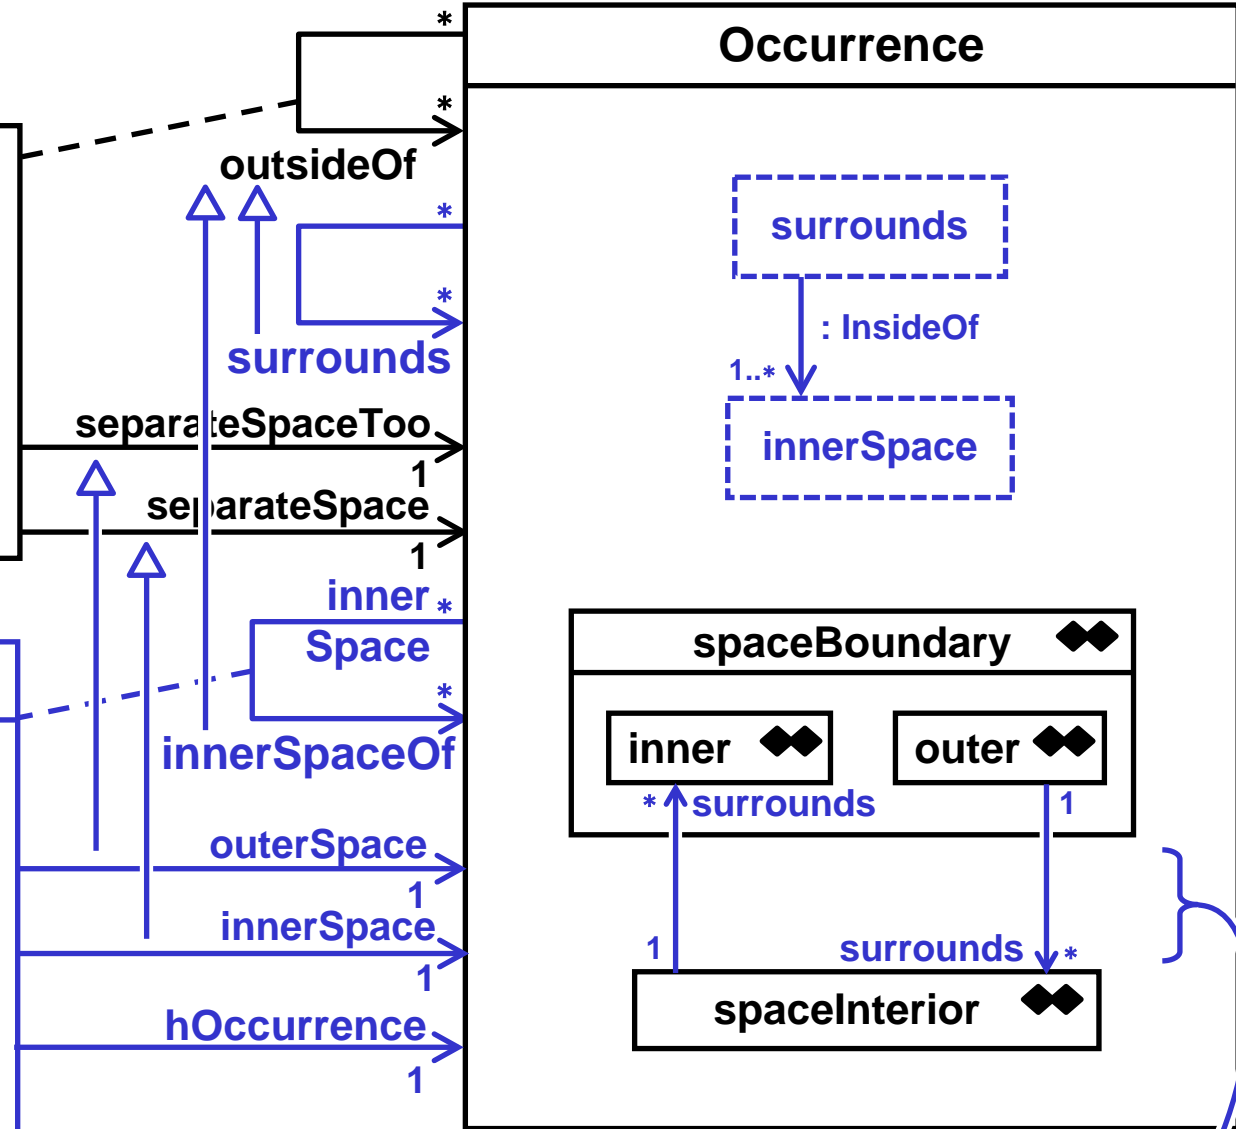 *
Occurrence
*
outsideOf
*
surrounds
*
: InsideOf
surrounds
1..*
separateSpaceToo
innerSpace
1
separateSpace
1
inner *
Space
spaceBoundary
*
innerSpaceOf
inner
outer
* surrounds
1
outerSpace
1
innerSpace
1
surrounds *
1
spaceInterior
hOccurrence
1